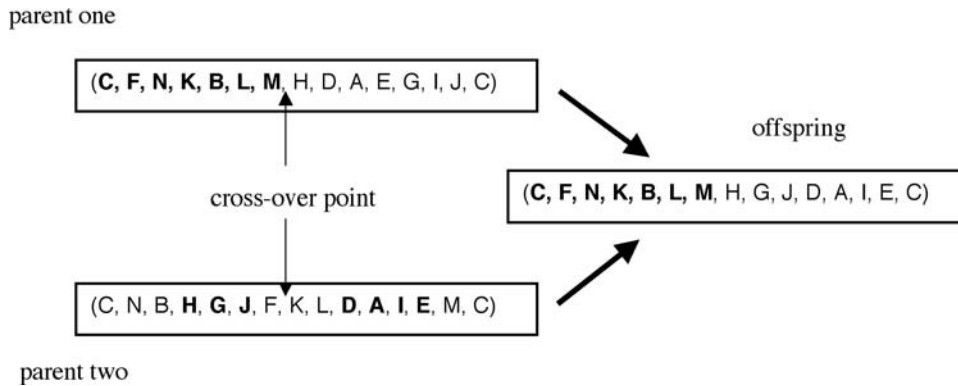 parent one
(C, F, N, K, B, L, M, H, D, A, E, G, I, J, C)
offspring
(C, F, N, K, B, L, M, H, G, J, D, A, I, E, C)
cross-over point
(C, N, B, H, G, J, F, K, L, D, A, I, E, M, C)
parent two